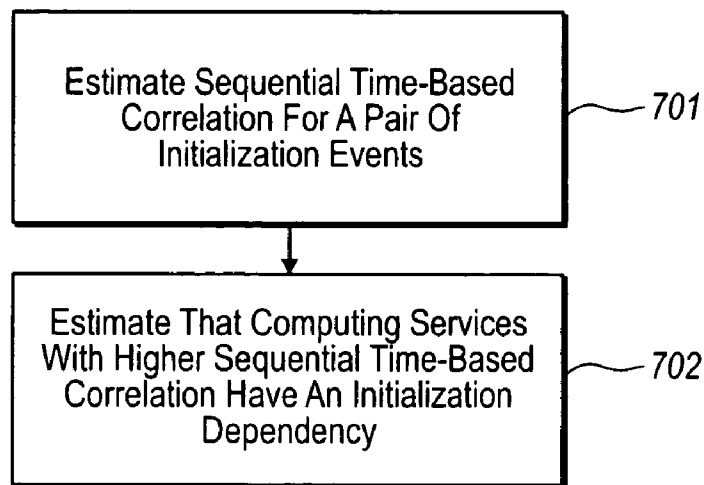 Estimate Sequential Time-Based
Correlation For A Pair Of
Initialization Events
701
Estimate That Computing Services
With Higher Sequential Time-Based
Correlation Have An Initialization
Dependency
702